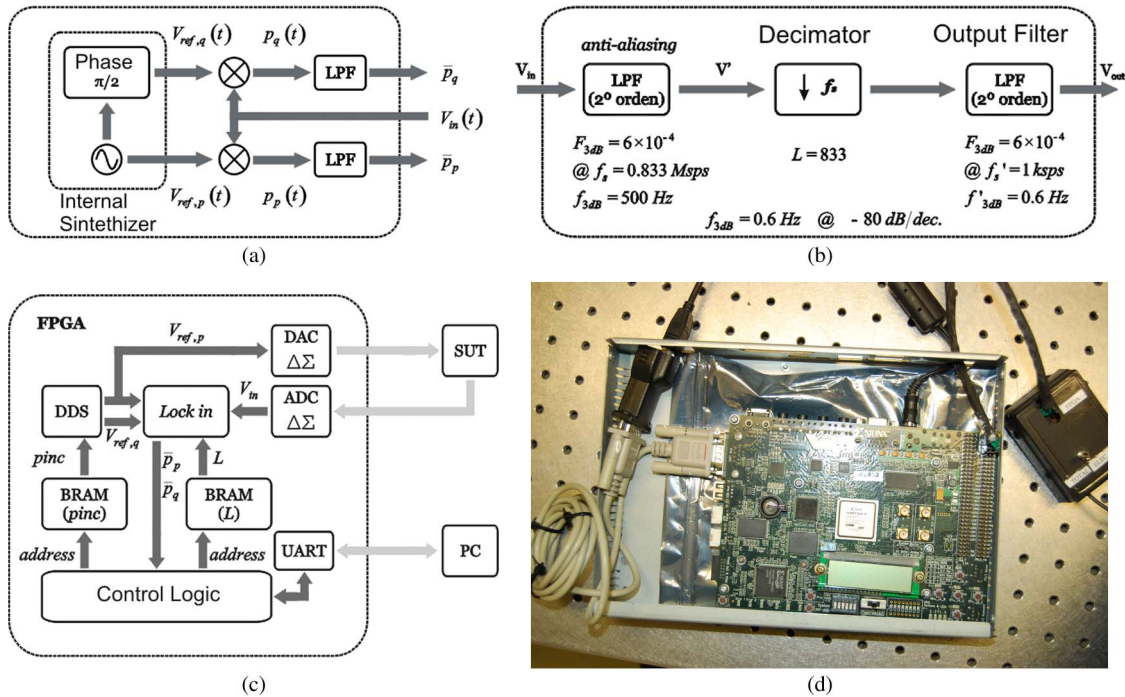 V_ref,q (t)
p_q (t)
Phase
π/2
LPF
p̅_q
V_in (t)
LPF
p̅_p
V_ref,p (t)
p_p (t)
Internal
Sintethizer
(a)
anti-aliasing
Decimator
Output Filter
V_in
LPF
(2º orden)
V'
↓ f_s
LPF
(2º orden)
V_out
F_3dB = 6×10^-4
@ f_s = 0.833 Msps
f_3dB = 500 Hz
L = 833
F_3dB = 6×10^-4
@ f_s' = 1 ksps
f'_3dB = 0.6 Hz
f_3dB = 0.6 Hz @ - 80 dB/dec.
(b)
FPGA
V_ref,p
DAC
ΔΣ
SUT
DDS
Lock in
V_in
ADC
ΔΣ
V_ref,q
pinc
p̅_p
p̅_q
L
BRAM
(pinc)
BRAM
(L)
address
address
UART
PC
Control Logic
(c)
XILINX
(d)